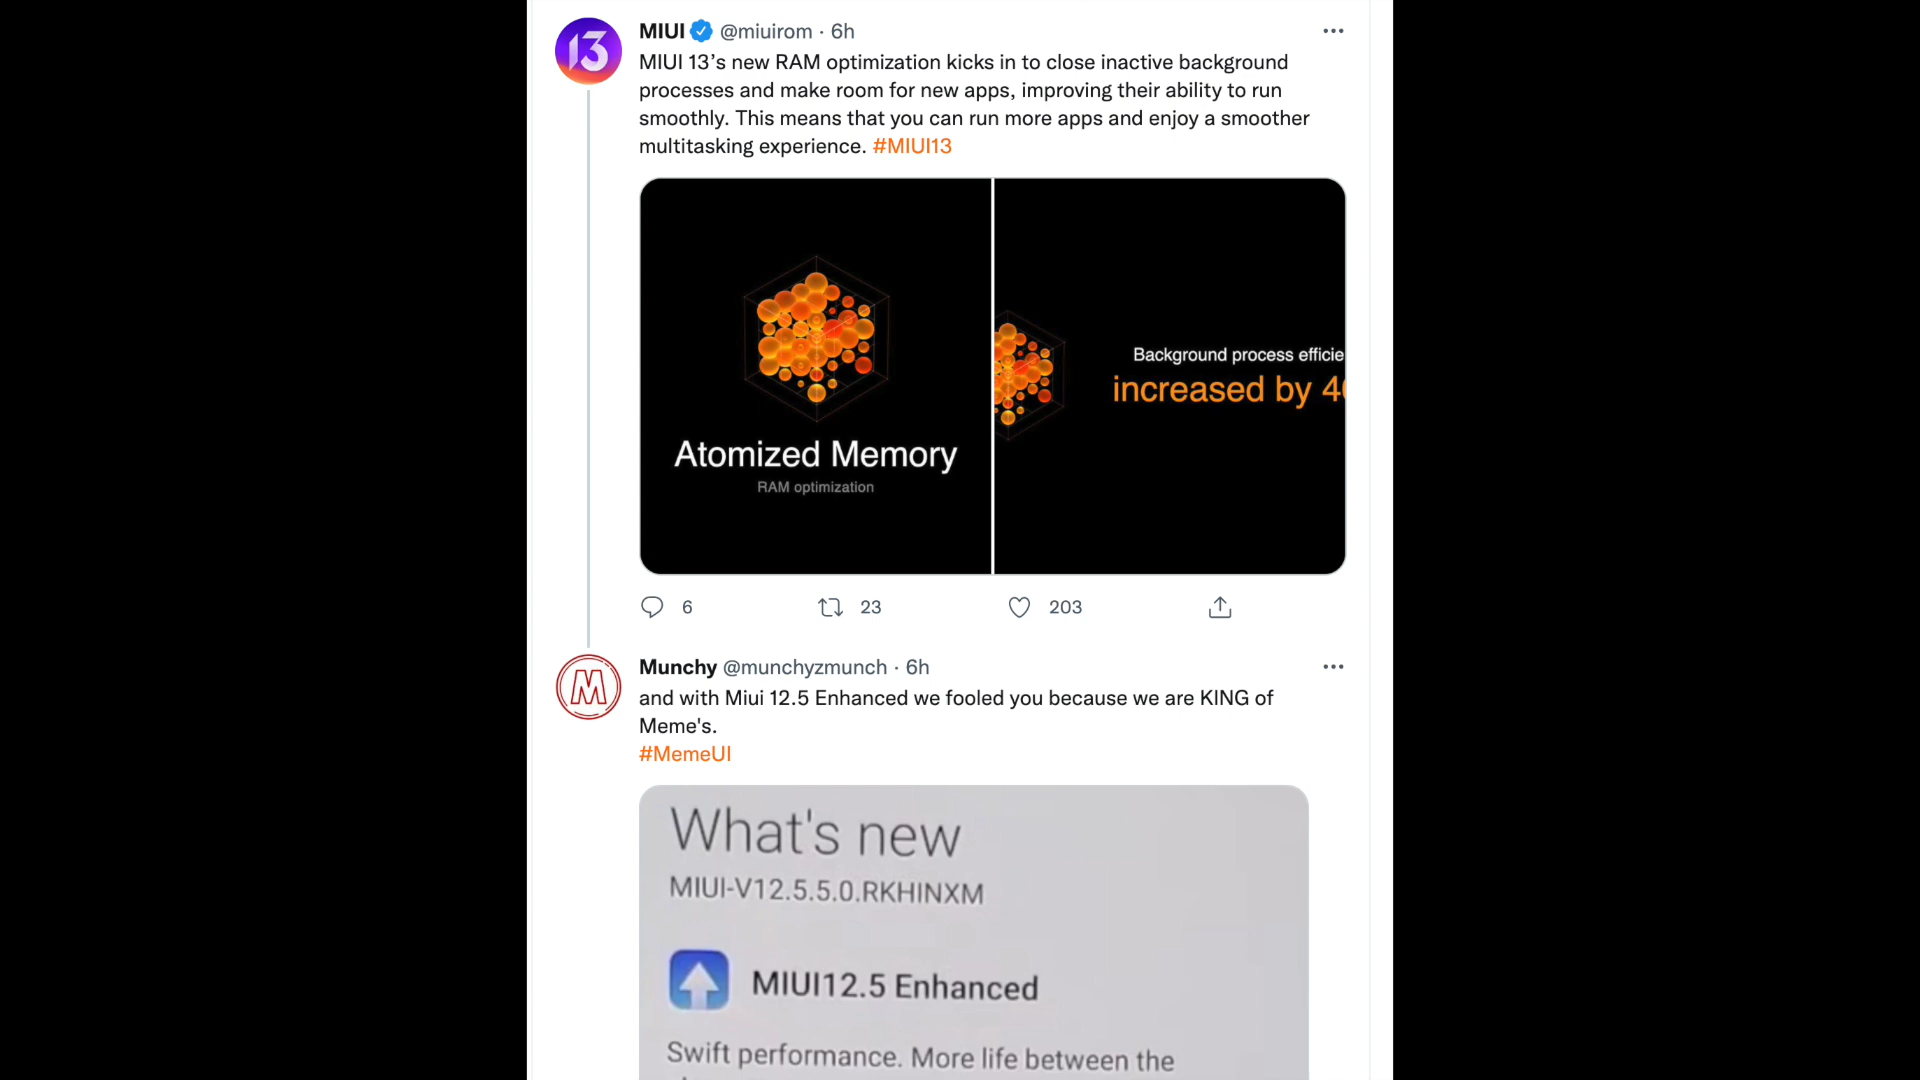 13
MIUI @miuirom · 6h
MIUI 13’s new RAM optimization kicks in to close inactive background
processes and make room for new apps, improving their ability to run
smoothly. This means that you can run more apps and enjoy a smoother
multitasking experience. #MIUI13
Atomized Memory
RAM optimization
Background process efficie
increased by 4
6 23 203
M
Munchy @munchyzmunch · 6h
and with Miui 12.5 Enhanced we fooled you because we are KING of
Meme's.
#MemeUI
What's new
MIUI-V12.5.5.0.RKHINXM
MIUI12.5 Enhanced
Swift performance. More life between the